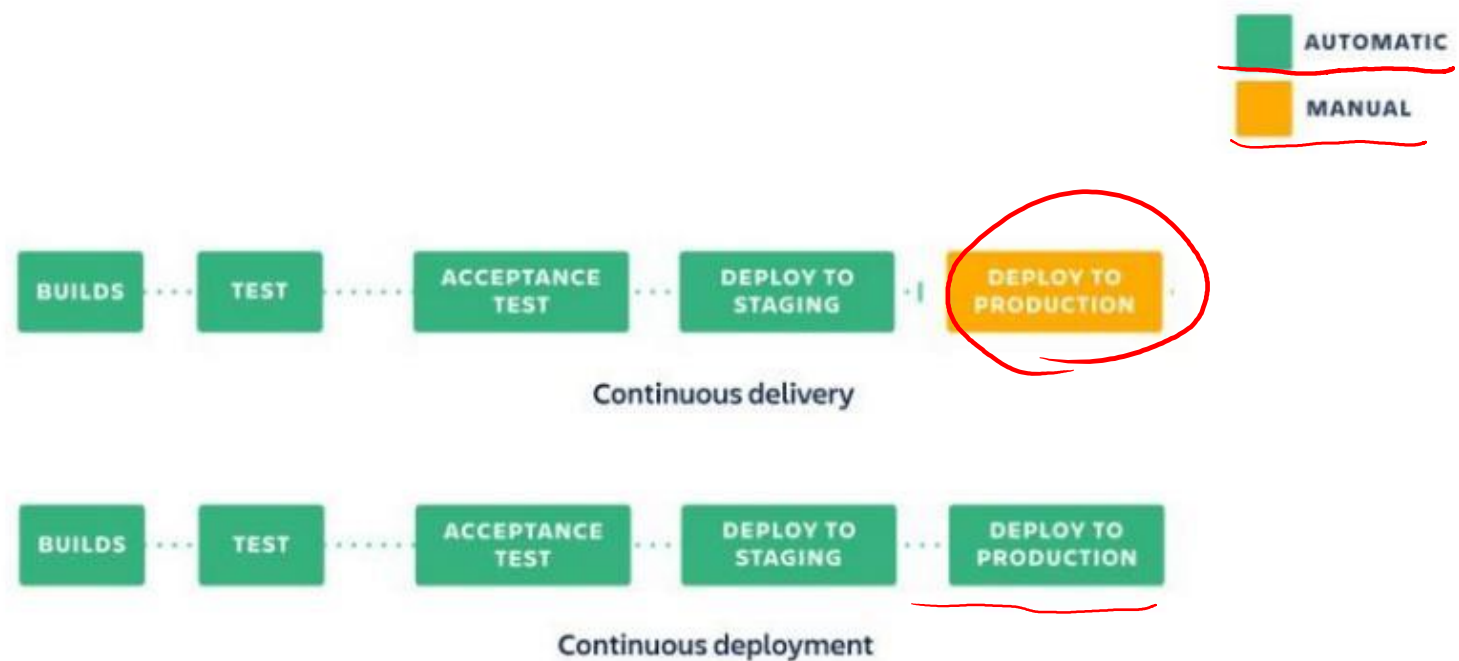 AUTOMATIC
MANUAL
BUILDS
TEST
ACCEPTANCE
TEST
DEPLOY TO
STAGING
DEPLOY TO
PRODUCTION
Continuous delivery
BUILDS
TEST
ACCEPTANCE
TEST
DEPLOY TO
STAGING
DEPLOY TO
PRODUCTION
Continuous deployment